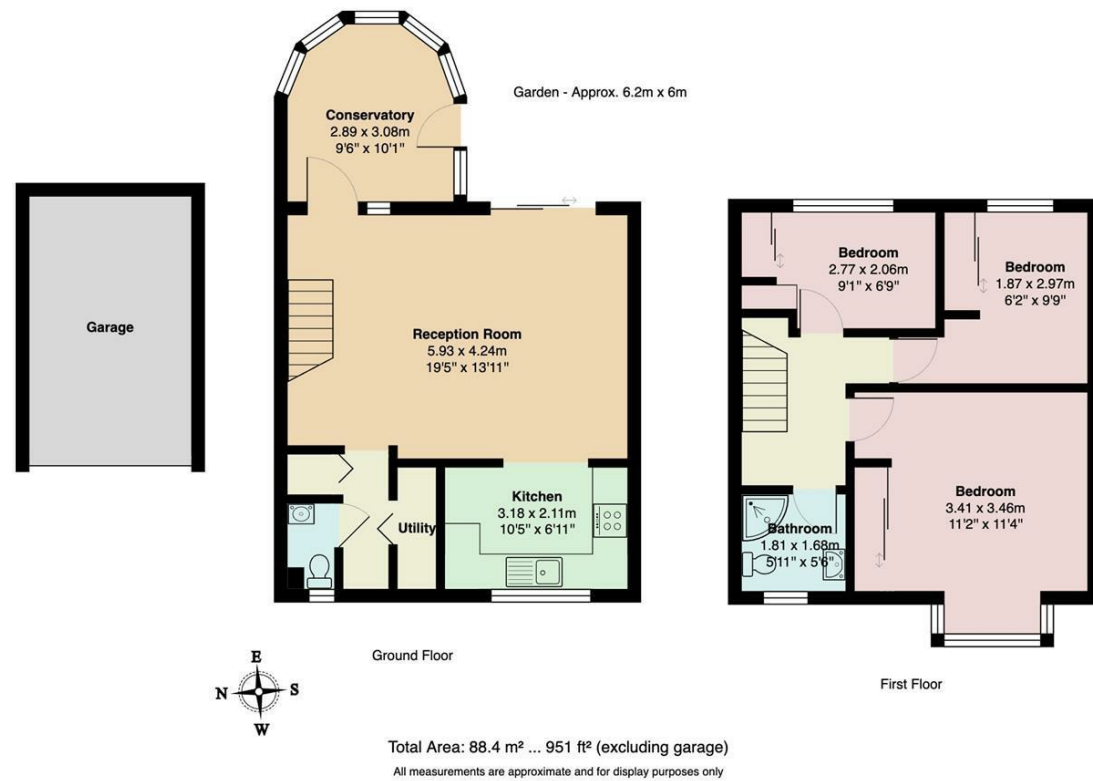 Garden - Approx. 6.2m x 6m
Conservatory
2.89 x 3.08m
9'6" x 10'1"
Garage
Reception Room
5.93 x 4.24m
19'5" x 13'11"
Utility
Kitchen
3.18 x 2.11m
10'5" x 6'11"
Ground Floor
Bedroom
2.77 x 2.06m
9'1" x 6'9"
Bedroom
1.87 x 2.97m
6'2" x 9'9"
Bedroom
3.41 x 3.46m
11'2" x 11'4"
Bathroom
1.81 x 1.68m
5'11" x 5'6"
First Floor
E
N
S
W
Total Area: 88.4 m² ... 951 ft² (excluding garage)
All measurements are approximate and for display purposes only